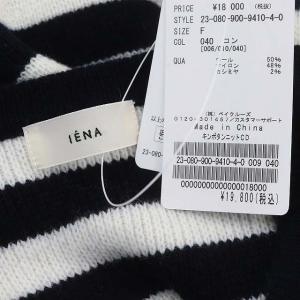 IÉNA
PRICE ¥18 000 (税抜)
STYLE 23-080-900-9410-4-0
SIZE F
COL 040 コン
[006/C10/040]
QUA ウール 50%
ナイロン 48%
カシミヤ 2%
(株) ベイクルーズ
0120-301457/カスタマーサポート
Made in China
キンボタンニットCD
23-080-900-9410-4-0 009 040
0000000000000018000
¥19,800(税込)